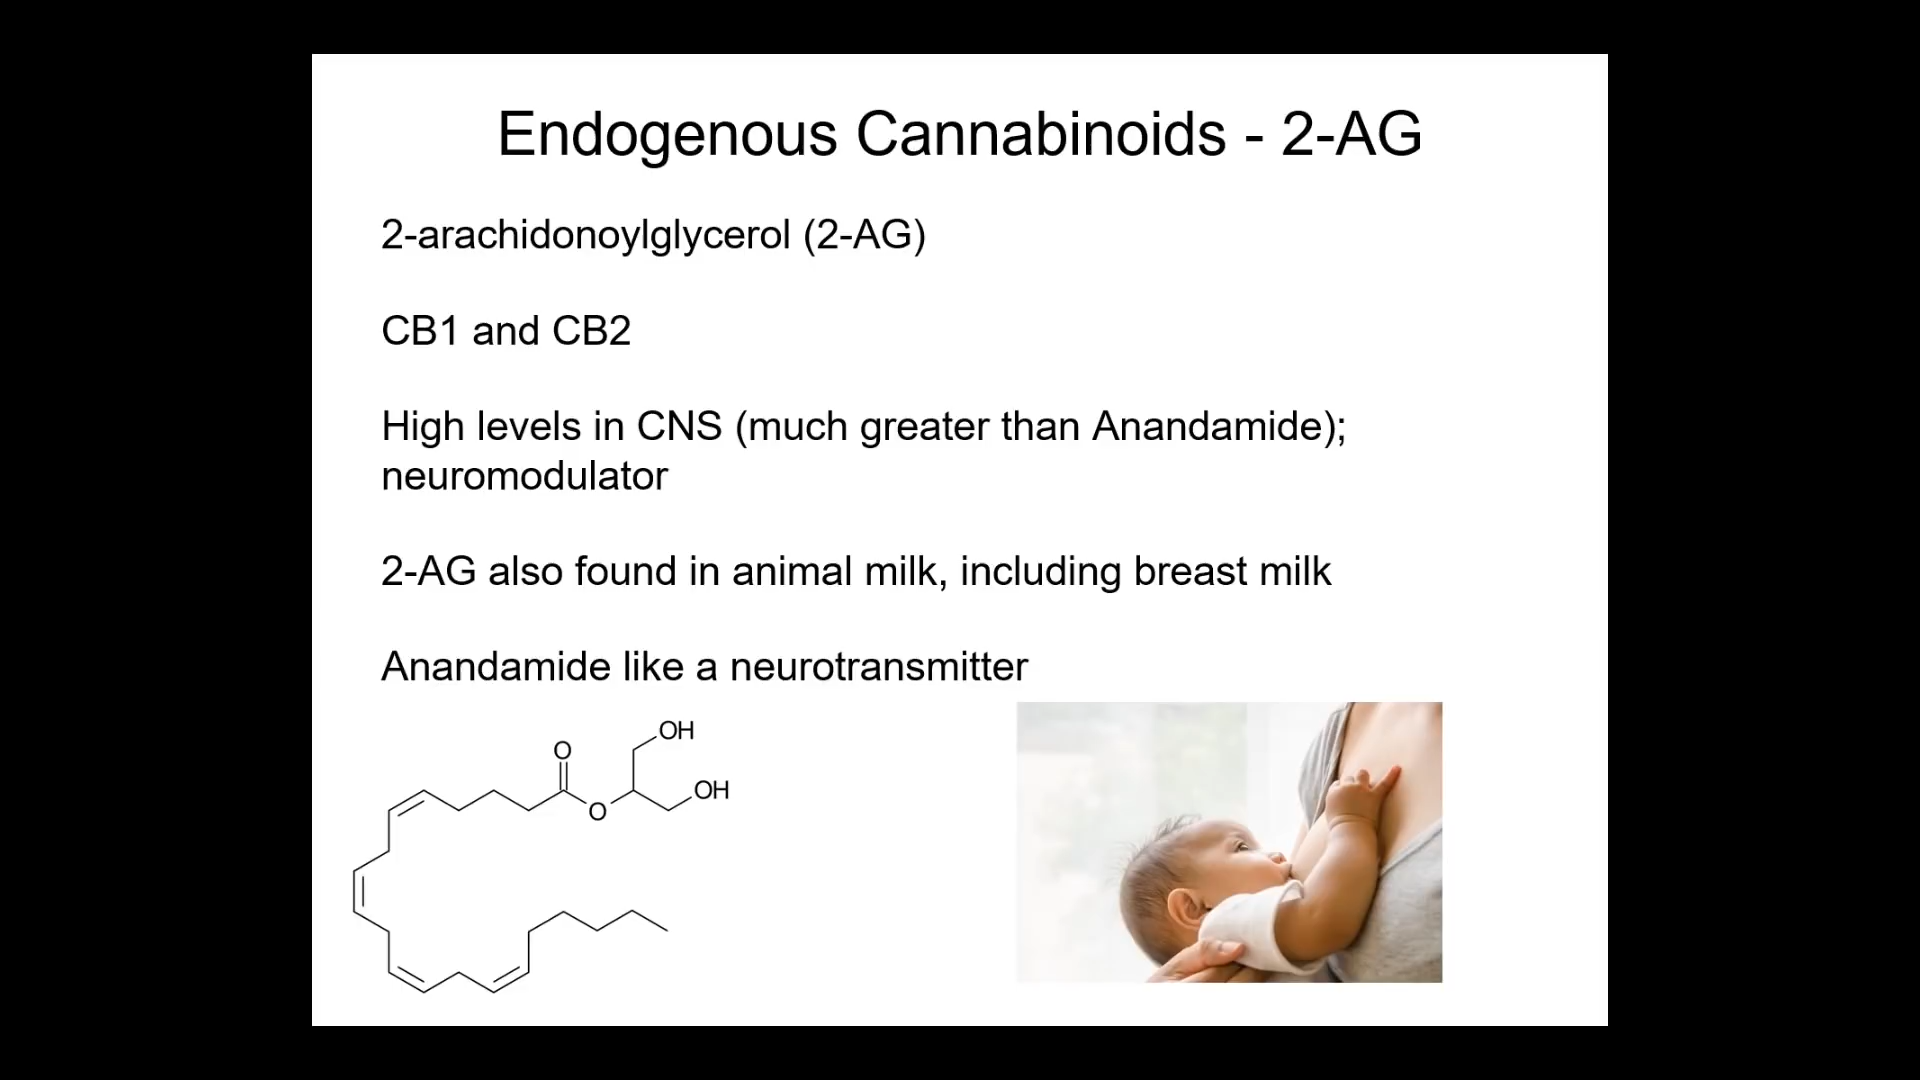 Endogenous Cannabinoids - 2-AG
2-arachidonoylglycerol (2-AG)
CB1 and CB2
High levels in CNS (much greater than Anandamide);
neuromodulator
2-AG also found in animal milk, including breast milk
Anandamide like a neurotransmitter
OH
O
OH
O